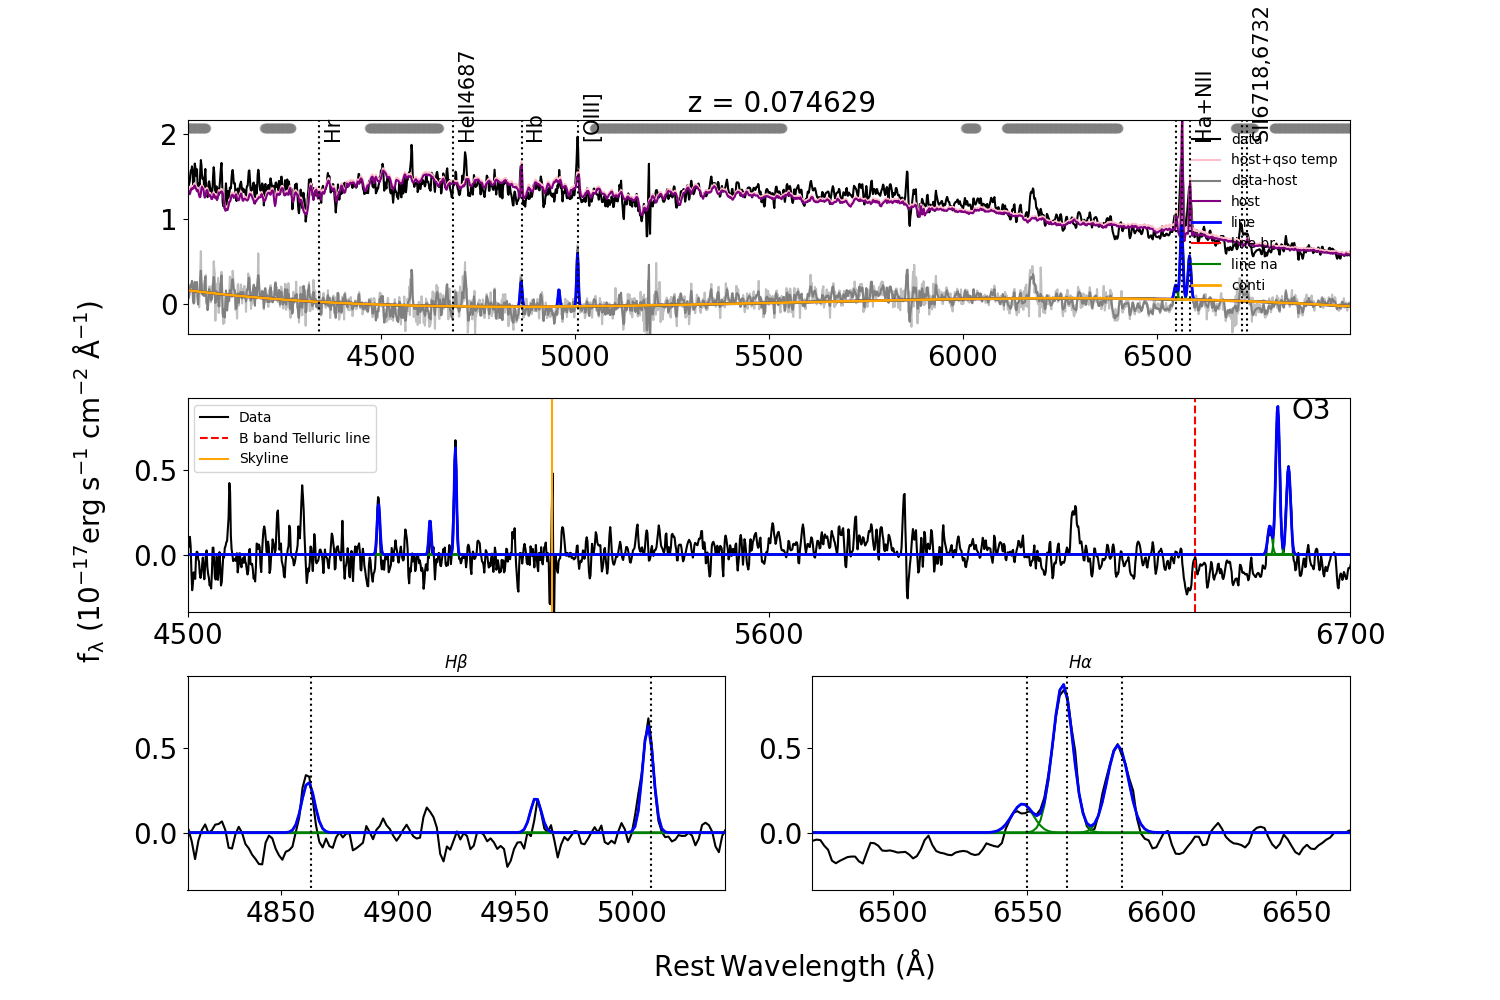 z = 0.074629
Hr
HeII4687
Hb
[OIII]
Ha+NII
SII6718,6732
data
host+qso temp
data-host
host
line
line br
line na
conti
2
1
0
4500 5000 5500 6000 6500
fλ (10⁻¹⁷erg s⁻¹ cm⁻² Å⁻¹)
Data
B band Telluric line
Skyline
O3
0.5
0.0
4500 5600 6700
Hβ
0.5
0.0
4850 4900 4950 5000
Hα
0.5
0.0
6500 6550 6600 6650
Rest Wavelength (Å)